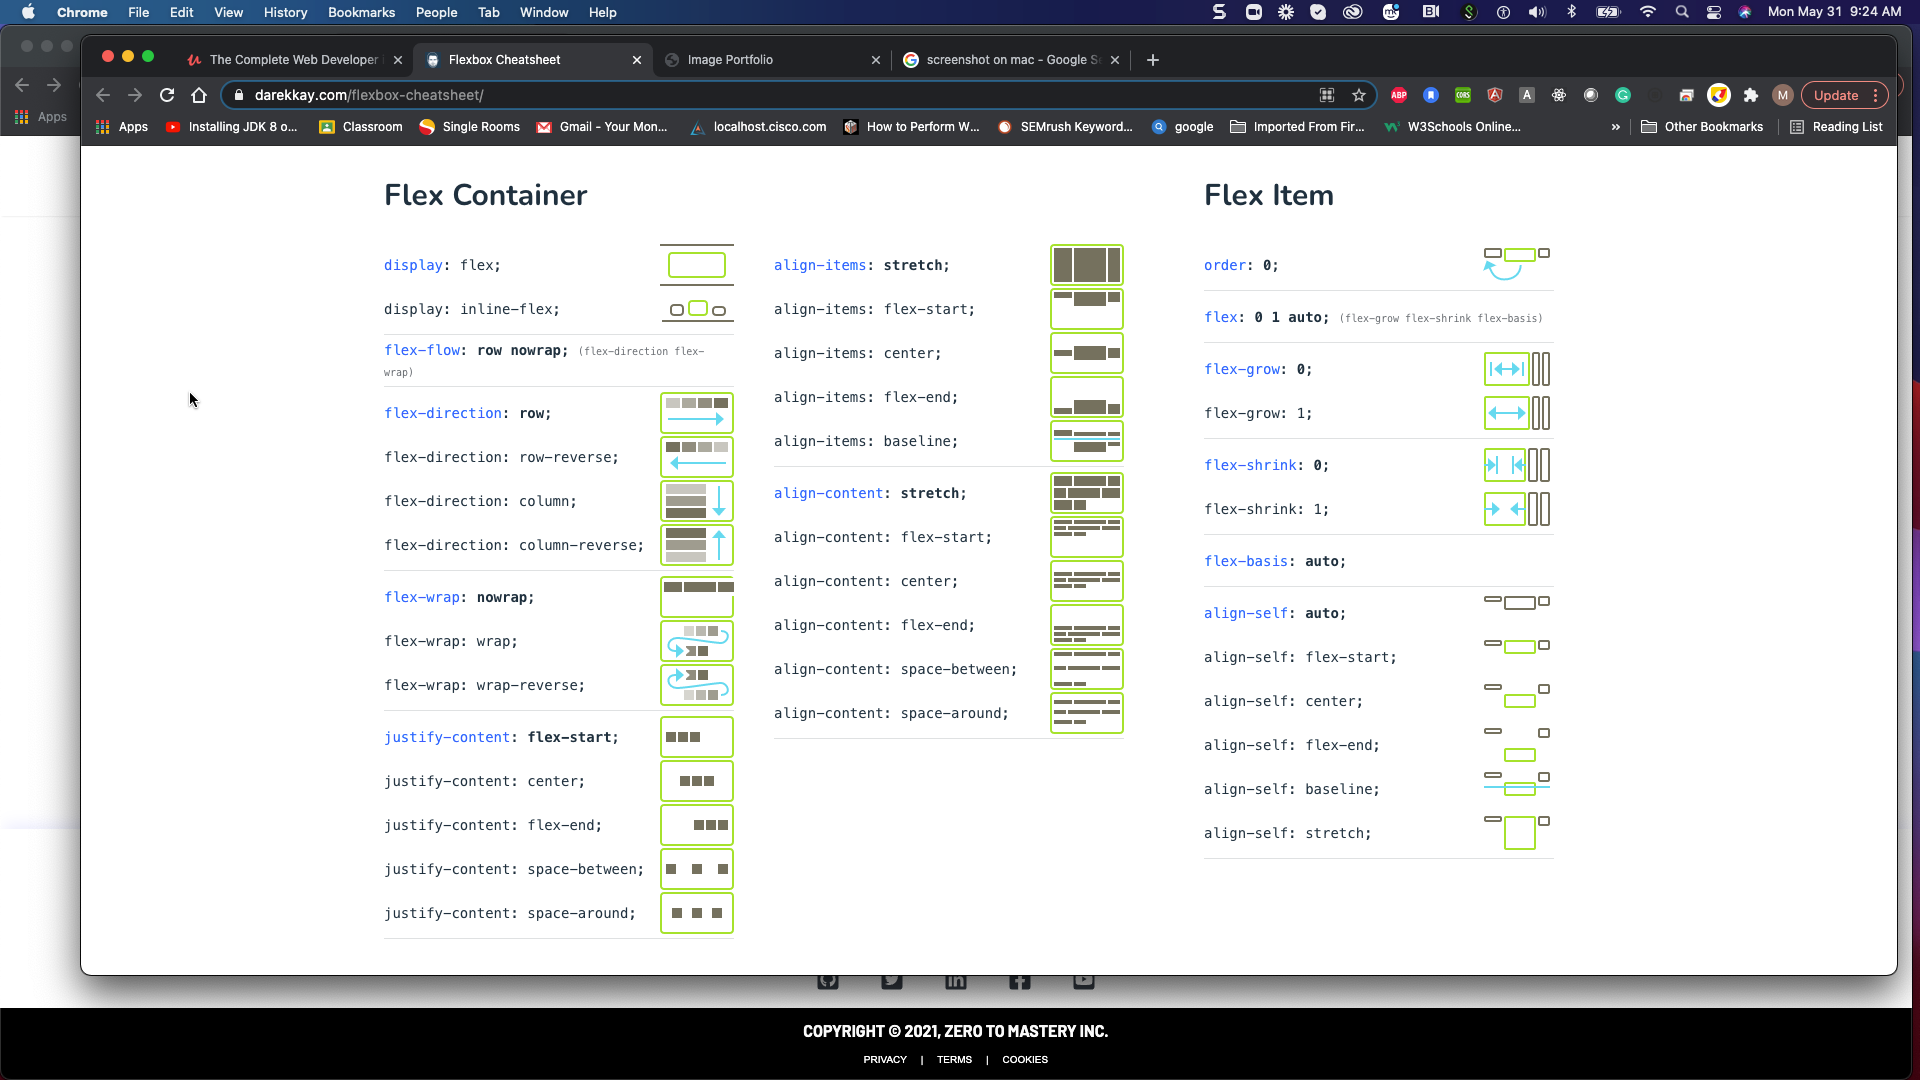 Chrome File Edit View History Bookmarks People Tab Window Help
Mon May 31 9:24 AM
The Complete Web Developer
Flexbox Cheatsheet
Image Portfolio
screenshot on mac - Google S
darekkay.com/flexbox-cheatsheet/
ABP
CORS
A
M
Update
Apps
Apps
Installing JDK 8 o...
Classroom
Single Rooms
Gmail - Your Mon...
localhost.cisco.com
How to Perform W...
SEMrush Keyword...
google
Imported From Fir...
W3Schools Online...
»
Other Bookmarks
Reading List
Flex Container
display: flex;
display: inline-flex;
flex-flow: row nowrap; (flex-direction flex-
wrap)
flex-direction: row;
flex-direction: row-reverse;
flex-direction: column;
flex-direction: column-reverse;
flex-wrap: nowrap;
flex-wrap: wrap;
flex-wrap: wrap-reverse;
justify-content: flex-start;
justify-content: center;
justify-content: flex-end;
justify-content: space-between;
justify-content: space-around;
align-items: stretch;
align-items: flex-start;
align-items: center;
align-items: flex-end;
align-items: baseline;
align-content: stretch;
align-content: flex-start;
align-content: center;
align-content: flex-end;
align-content: space-between;
align-content: space-around;
Flex Item
order: 0;
flex: 0 1 auto; (flex-grow flex-shrink flex-basis)
flex-grow: 0;
flex-grow: 1;
flex-shrink: 0;
flex-shrink: 1;
flex-basis: auto;
align-self: auto;
align-self: flex-start;
align-self: center;
align-self: flex-end;
align-self: baseline;
align-self: stretch;
COPYRIGHT © 2021, ZERO TO MASTERY INC.
PRIVACY | TERMS | COOKIES